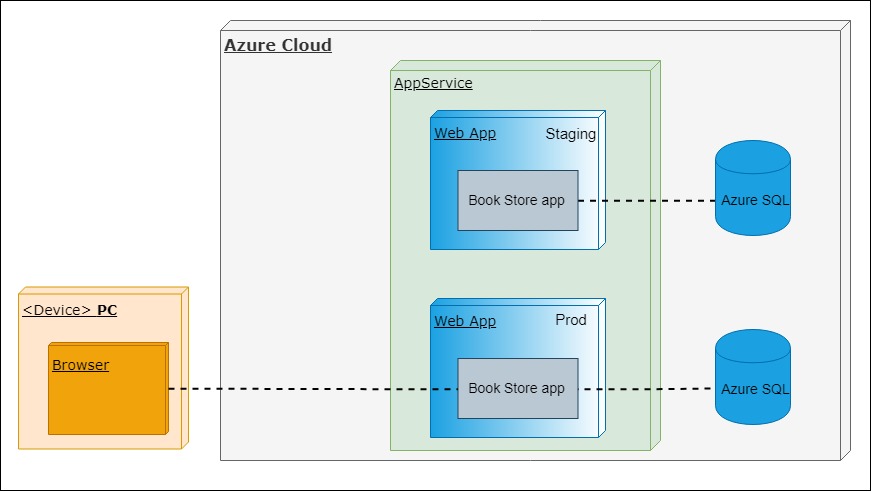 Azure Cloud
AppService
Web App
Staging
Book Store app
Azure SQL
<Device> PC
Browser
Web App
Prod
Book Store app
Azure SQL